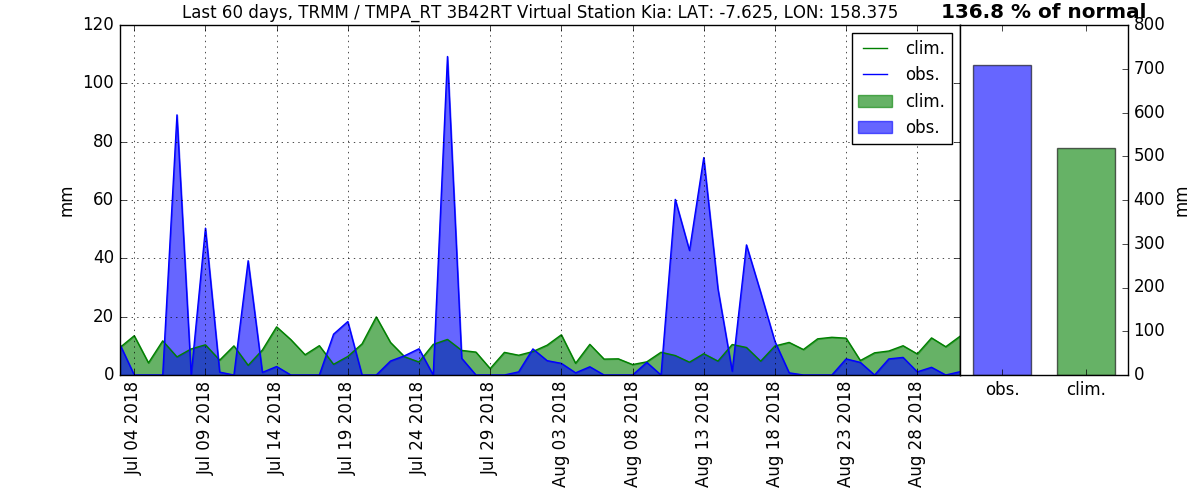 Last 60 days, TRMM / TMPA_RT 3B42RT Virtual Station Kia: LAT: -7.625, LON: 158.375
136.8 % of normal
120
100
80
60
40
20
0
mm
clim.
obs.
clim.
obs.
800
700
600
500
400
300
200
100
0
mm
Jul 04 2018
Jul 09 2018
Jul 14 2018
Jul 19 2018
Jul 24 2018
Jul 29 2018
Aug 03 2018
Aug 08 2018
Aug 13 2018
Aug 18 2018
Aug 23 2018
Aug 28 2018
obs.
clim.